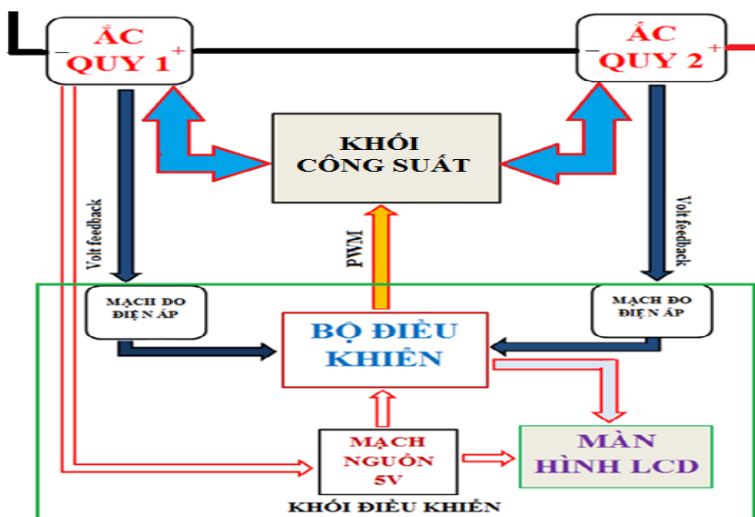 ẮC
QUY 1
− +
ẮC
QUY 2
− +
KHỐI
CÔNG SUẤT
Volt feedback
PWM
Volt feedback
MẠCH ĐO
ĐIỆN ÁP
BỘ ĐIỀU
KHIỂN
MẠCH ĐO
ĐIỆN ÁP
MẠCH
NGUỒN
5V
MÀN
HÌNH LCD
KHỐI ĐIỀU KHIỂN